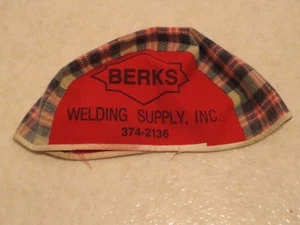 BERKS
WELDING SUPPLY, INC.
374-2136